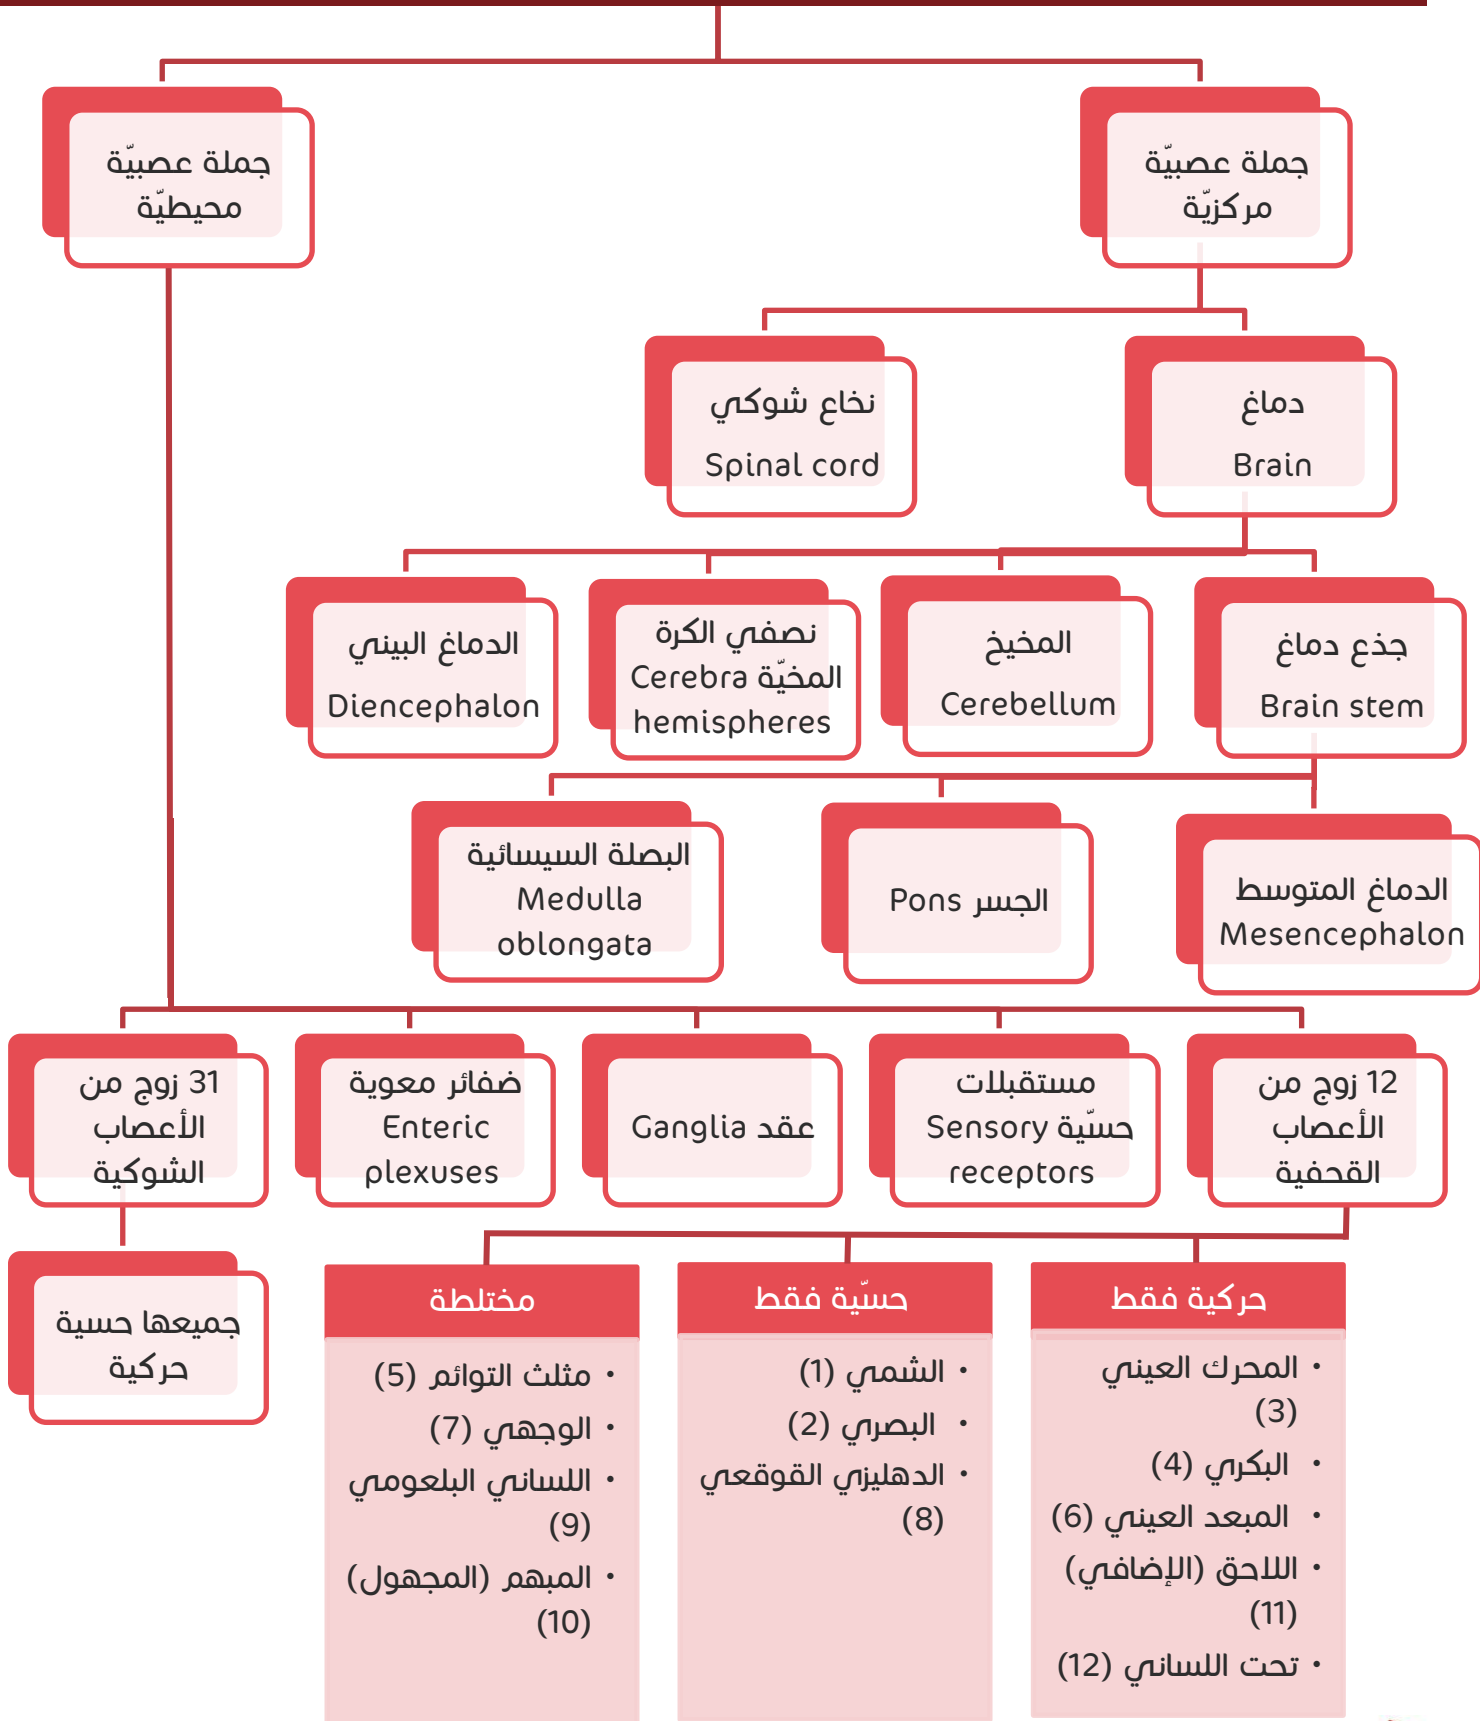 جملة عصبيّة
مركزيّة
جملة عصبيّة
محيطيّة
دماغ
Brain
نخاع شوكي
Spinal cord
جذع دماغ
Brain stem
المخيخ
Cerebellum
نصفي الكرة
المخيّة Cerebra
hemispheres
الدماغ البيني
Diencephalon
الدماغ المتوسط
Mesencephalon
الجسر Pons
البصلة السيسائية
Medulla
oblongata
12 زوج من
الأعصاب
القحفية
مستقبلات
حسّية Sensory
receptors
عقد Ganglia
ضفائر معوية
Enteric
plexuses
31 زوج من
الأعصاب
الشوكية
جميعها حسية
حركية
حركية فقط
• المحرك العيني
(3)
• البكري (4)
• المبعد العيني (6)
• اللاحق (الإضافي)
(11)
• تحت اللساني (12)
حسّية فقط
• الشمي (1)
• البصري (2)
• الدهليزي القوقعي
(8)
مختلطة
• مثلث التوائم (5)
• الوجهي (7)
• اللساني البلعومي
(9)
• المبهم (المجهول)
(10)